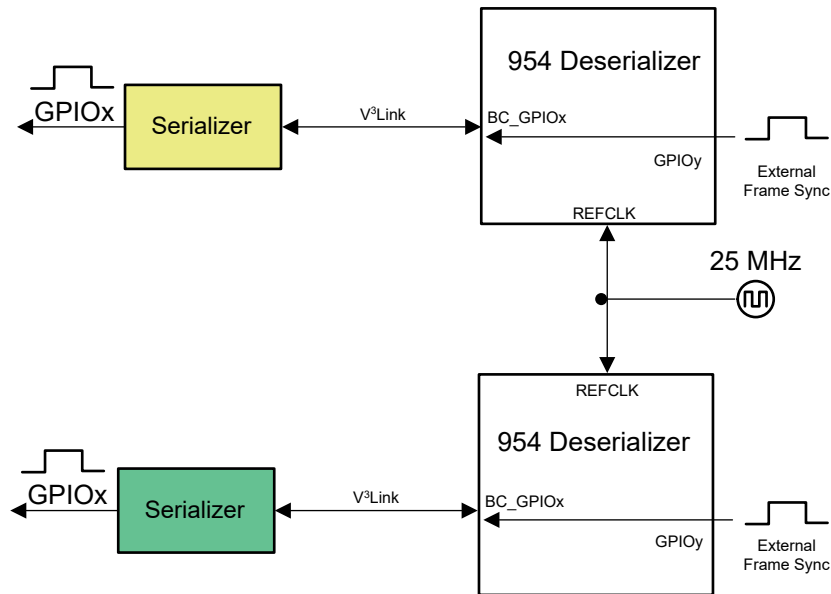 954 Deserializer
GPIOx
Serializer
V³Link
BC_GPIOx
GPIOy
External
Frame Sync
REFCLK
25 MHz
REFCLK
954 Deserializer
GPIOx
Serializer
V³Link
BC_GPIOx
GPIOy
External
Frame Sync